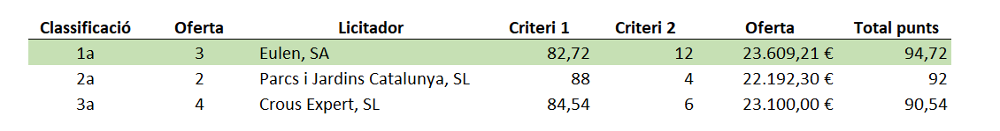 Classificació Oferta Licitador Criteri 1 Criteri 2 Oferta Total punts
1a 3 Eulen, SA 82,72 12 23.609,21 € 94,72
2a 2 Parcs i Jardins Catalunya, SL 88 4 22.192,30 € 92
3a 4 Crous Expert, SL 84,54 6 23.100,00 € 90,54